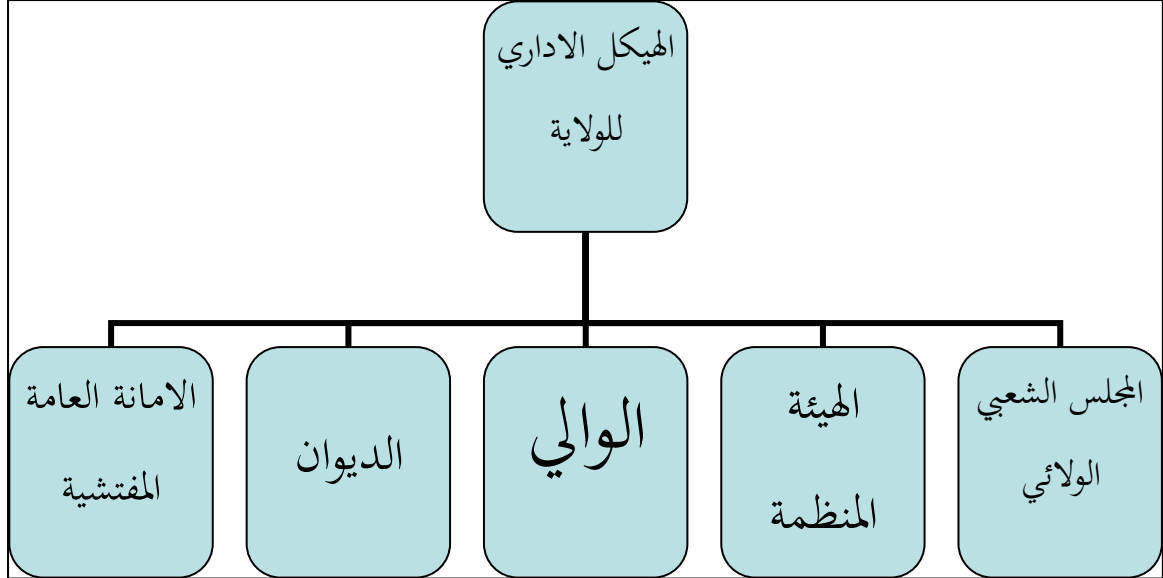 الهيكل الاداري
للولاية
المجلس الشعبي
الولائي
الهيئة
المنظمة
الوالي
الديوان
الامانة العامة
المفتشية